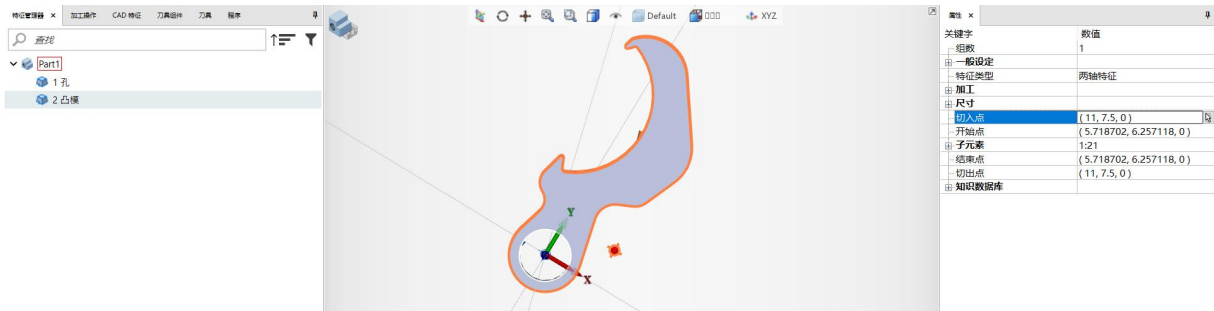 特征管理器 × 加工操作 CAD 特征 刀具组件 刀具 程序
查找
Part1
1 孔
2 凸模
Default XYZ
Y
X
属性 ×
关键字 数值
组数 1
一般设定
特征类型 两轴特征
加工
尺寸
切入点 ( 11, 7.5, 0 )
开始点 ( 5.718702, 6.257118, 0 )
子元素 1:21
结束点 ( 5.718702, 6.257118, 0 )
切出点 ( 11, 7.5, 0 )
知识数据库